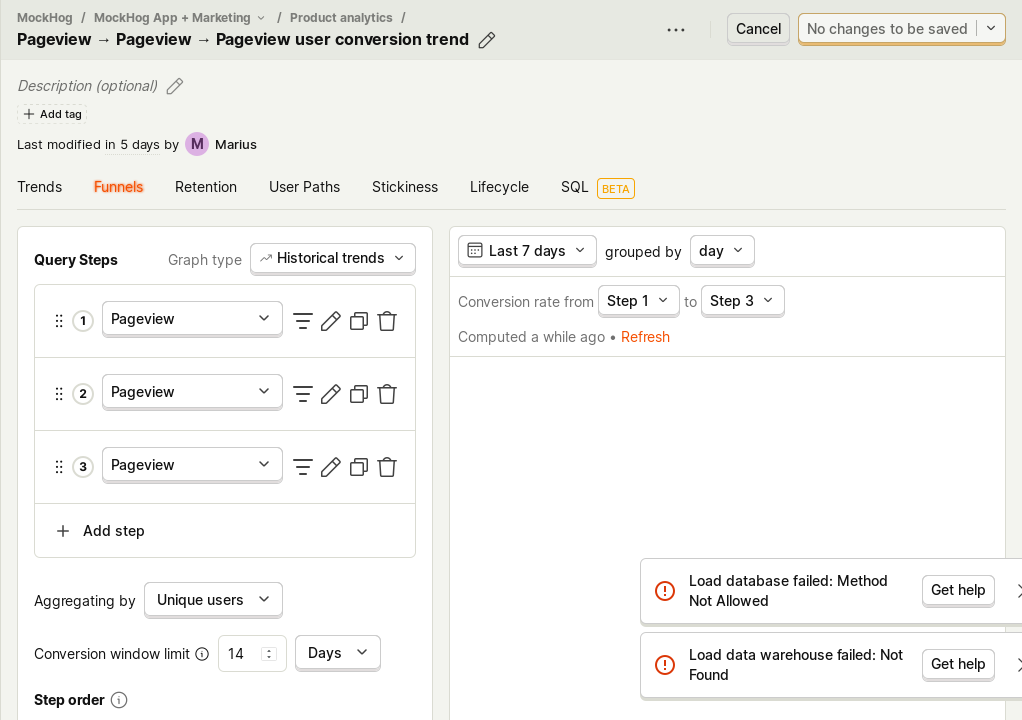 MockHog / MockHog App + Marketing / Product analytics /
Pageview → Pageview → Pageview user conversion trend
Cancel
No changes to be saved
Description (optional)
Add tag
Last modified in 5 days by M Marius
Trends Funnels Retention User Paths Stickiness Lifecycle SQL BETA
Query Steps
Graph type Historical trends
1 Pageview
2 Pageview
3 Pageview
Add step
Aggregating by Unique users
Conversion window limit 14 Days
Step order
Last 7 days grouped by day
Conversion rate from Step 1 to Step 3
Computed a while ago • Refresh
Load database failed: Method
Not Allowed
Get help
Load data warehouse failed: Not
Found
Get help